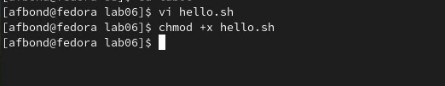 [afbond@fedora lab06]$ vi hello.sh
[afbond@fedora lab06]$ chmod +x hello.sh
[afbond@fedora lab06]$